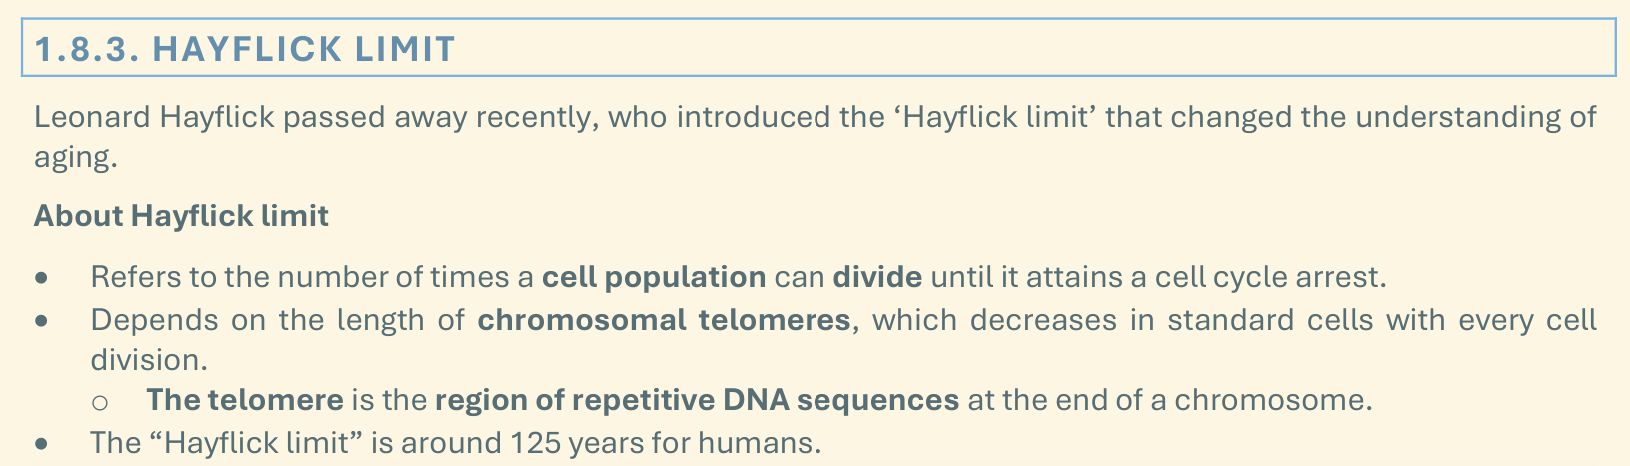 1.8.3. HAYFLICK LIMIT
Leonard Hayflick passed away recently, who introduced the ‘Hayflick limit’ that changed the understanding of
aging.
About Hayflick limit
● Refers to the number of times a cell population can divide until it attains a cell cycle arrest.
● Depends on the length of chromosomal telomeres, which decreases in standard cells with every cell
division.
○ The telomere is the region of repetitive DNA sequences at the end of a chromosome.
● The “Hayflick limit” is around 125 years for humans.